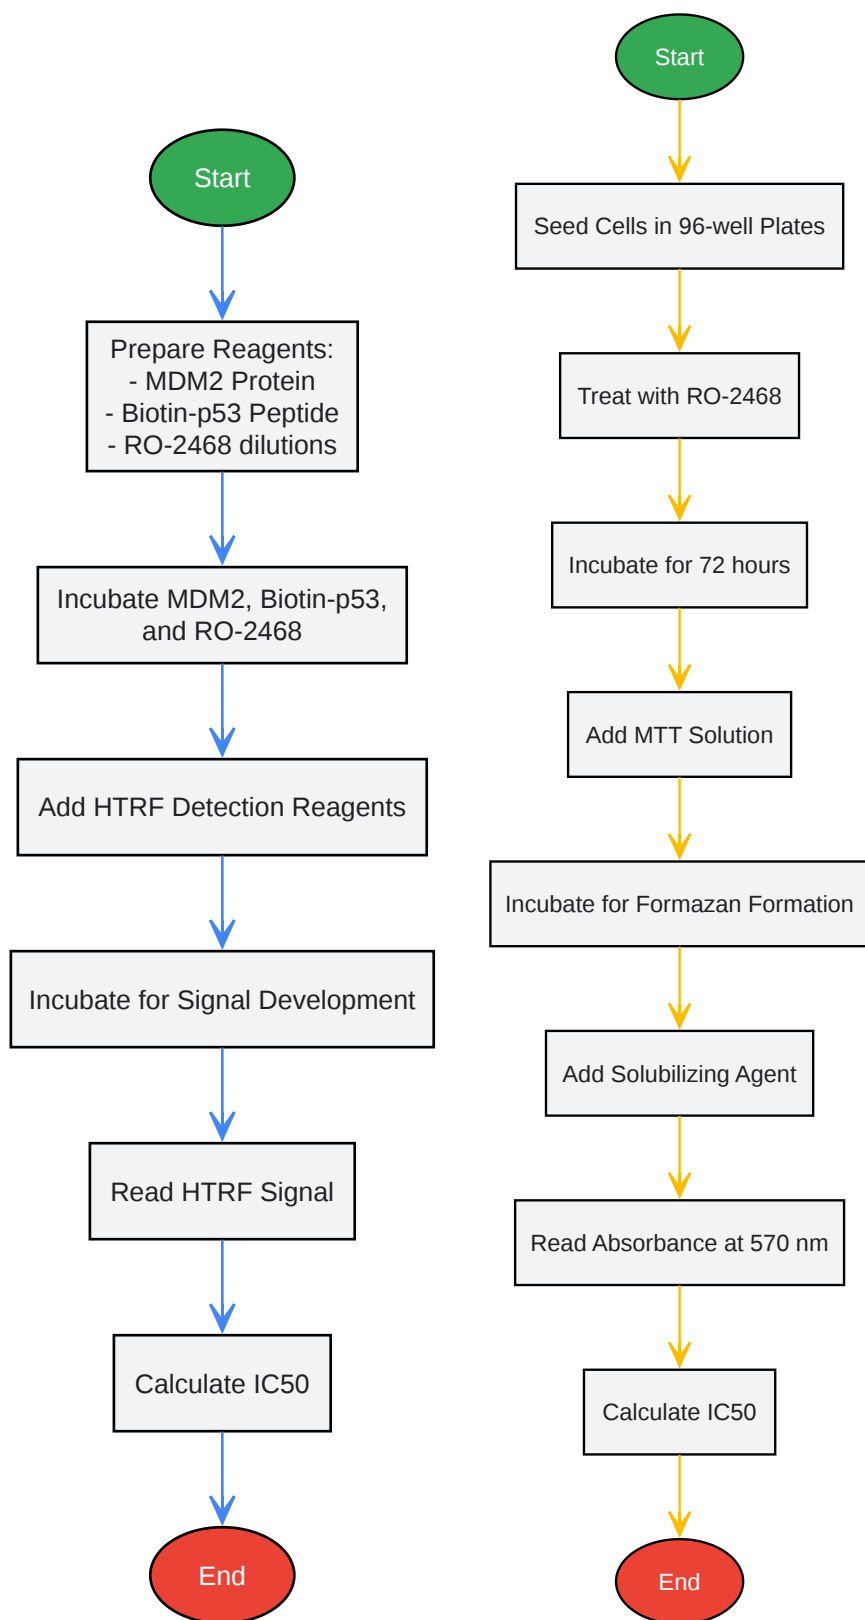 Start
Prepare Reagents:
- MDM2 Protein
- Biotin-p53 Peptide
- RO-2468 dilutions
Incubate MDM2, Biotin-p53,
and RO-2468
Add HTRF Detection Reagents
Incubate for Signal Development
Read HTRF Signal
Calculate IC50
End
Start
Seed Cells in 96-well Plates
Treat with RO-2468
Incubate for 72 hours
Add MTT Solution
Incubate for Formazan Formation
Add Solubilizing Agent
Read Absorbance at 570 nm
Calculate IC50
End